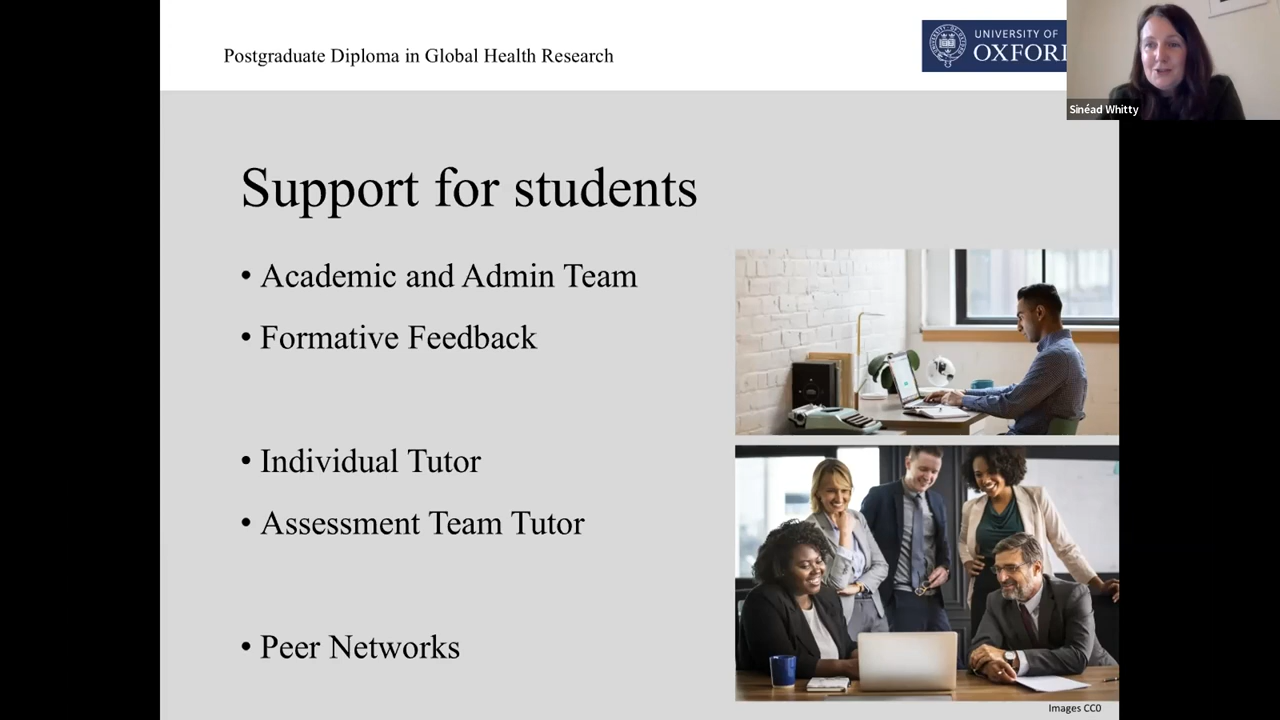 Postgraduate Diploma in Global Health Research
UNIVERSITY OF
OXFORD
Sinéad Whitty
Support for students
• Academic and Admin Team
• Formative Feedback
• Individual Tutor
• Assessment Team Tutor
• Peer Networks
Images CC0